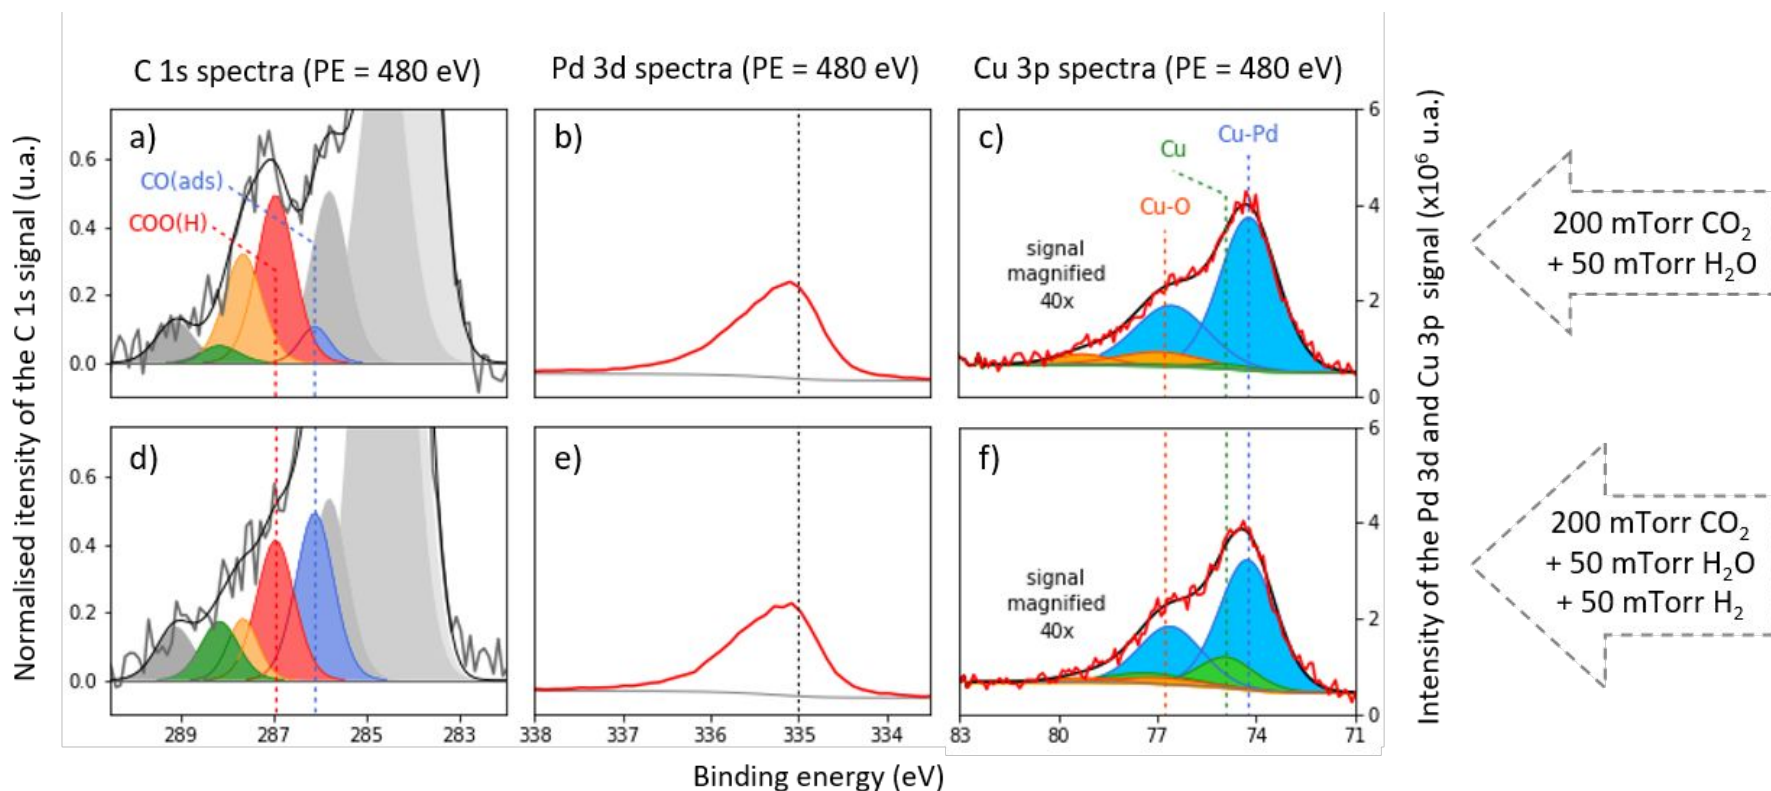 C 1s spectra (PE = 480 eV)
Pd 3d spectra (PE = 480 eV)
Cu 3p spectra (PE = 480 eV)
Normalised itensity of the C 1s signal (u.a.)
a)
0.6
0.4
0.2
0.0
CO(ads)
COO(H)
b)
c)
Cu-Pd
Cu
Cu-O
signal
magnified
40x
6
4
2
0
d)
0.6
0.4
0.2
0.0
289
287
285
283
e)
338
337
336
335
334
f)
signal
magnified
40x
6
4
2
0
83
80
77
74
71
Binding energy (eV)
Intensity of the Pd 3d and Cu 3p signal (x10⁶ u.a.)
200 mTorr CO₂
+ 50 mTorr H₂O
200 mTorr CO₂
+ 50 mTorr H₂O
+ 50 mTorr H₂